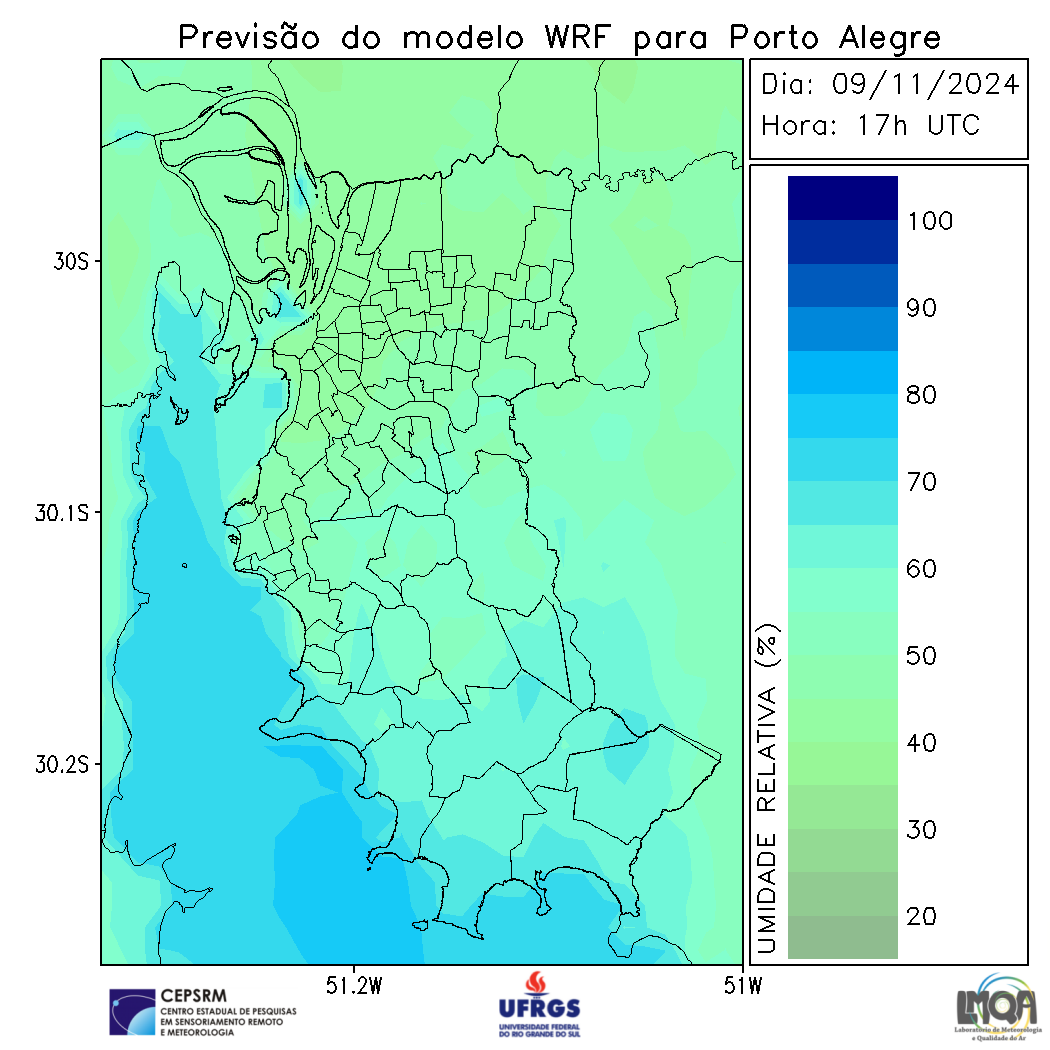 Previsão do modelo WRF para Porto Alegre
Dia: 09/11/2024
Hora: 17h UTC
30S
30.1S
30.2S
51.2W
51W
100
90
80
70
60
50
40
30
20
UMIDADE RELATIVA (%)
CEPSRM
CENTRO ESTADUAL DE PESQUISAS
EM SENSORIAMENTO REMOTO
E METEOROLOGIA
UFRGS
UNIVERSIDADE FEDERAL
DO RIO GRANDE DO SUL
LMQA
Laboratório de Meteorologia
e Qualidade do Ar